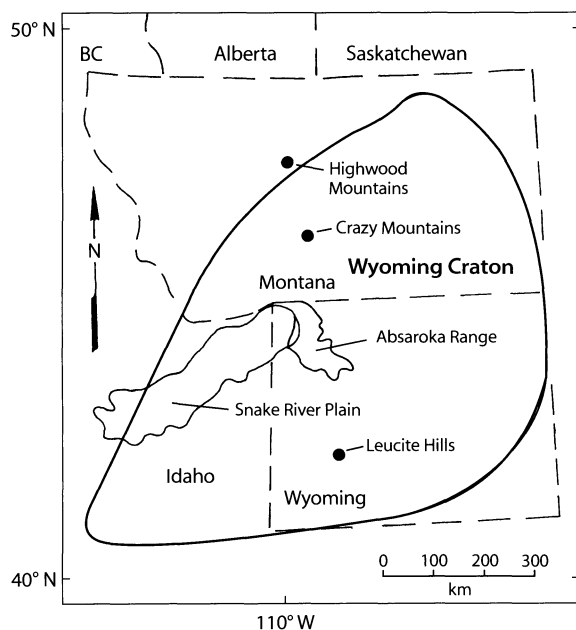 50° N
BC
Alberta
Saskatchewan
Highwood
Mountains
Crazy Mountains
N
Wyoming Craton
Montana
Absaroka Range
Snake River Plain
Leucite Hills
Idaho
Wyoming
0 100 200 300
km
40° N
110° W